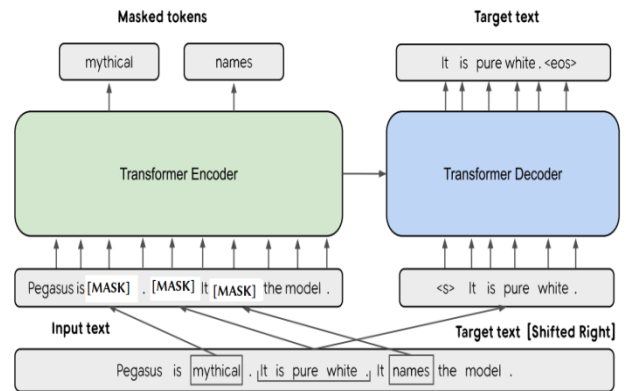 Masked tokens Target text
mythical names It is pure white . <eos>
Transformer Encoder Transformer Decoder
Pegasus is [MASK] . [MASK] It [MASK] the model . <s> It is pure white .
Input text Target text [Shifted Right]
Pegasus is mythical . It is pure white . It names the model .